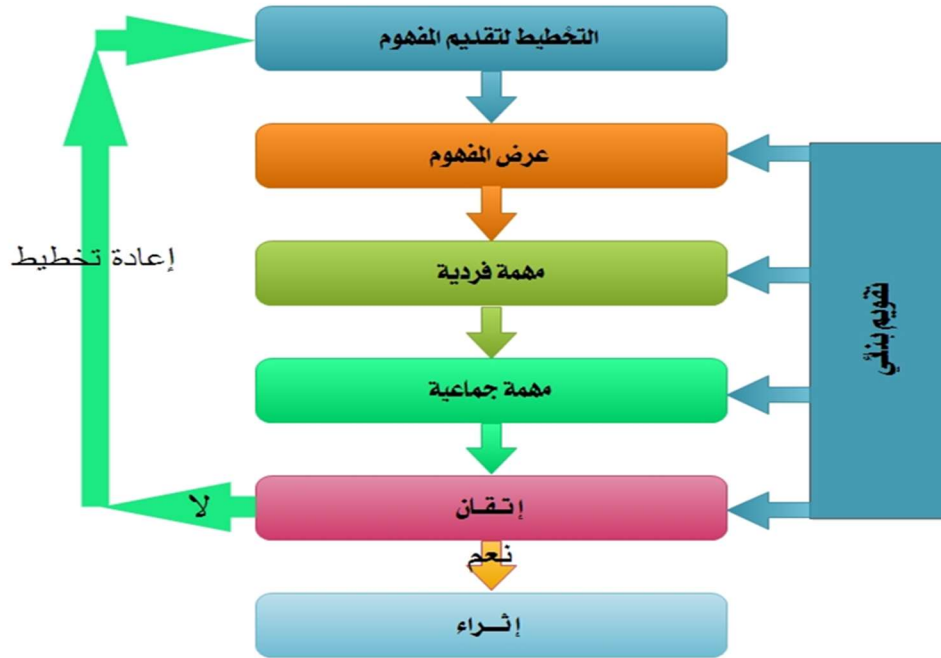 التخطيط لتقديم المفهوم
عرض المفهوم
مهمة فردية
إعادة تخطيط
تقويم بنائي
مهمة جماعية
إتقان
لا
نعم
إثراء